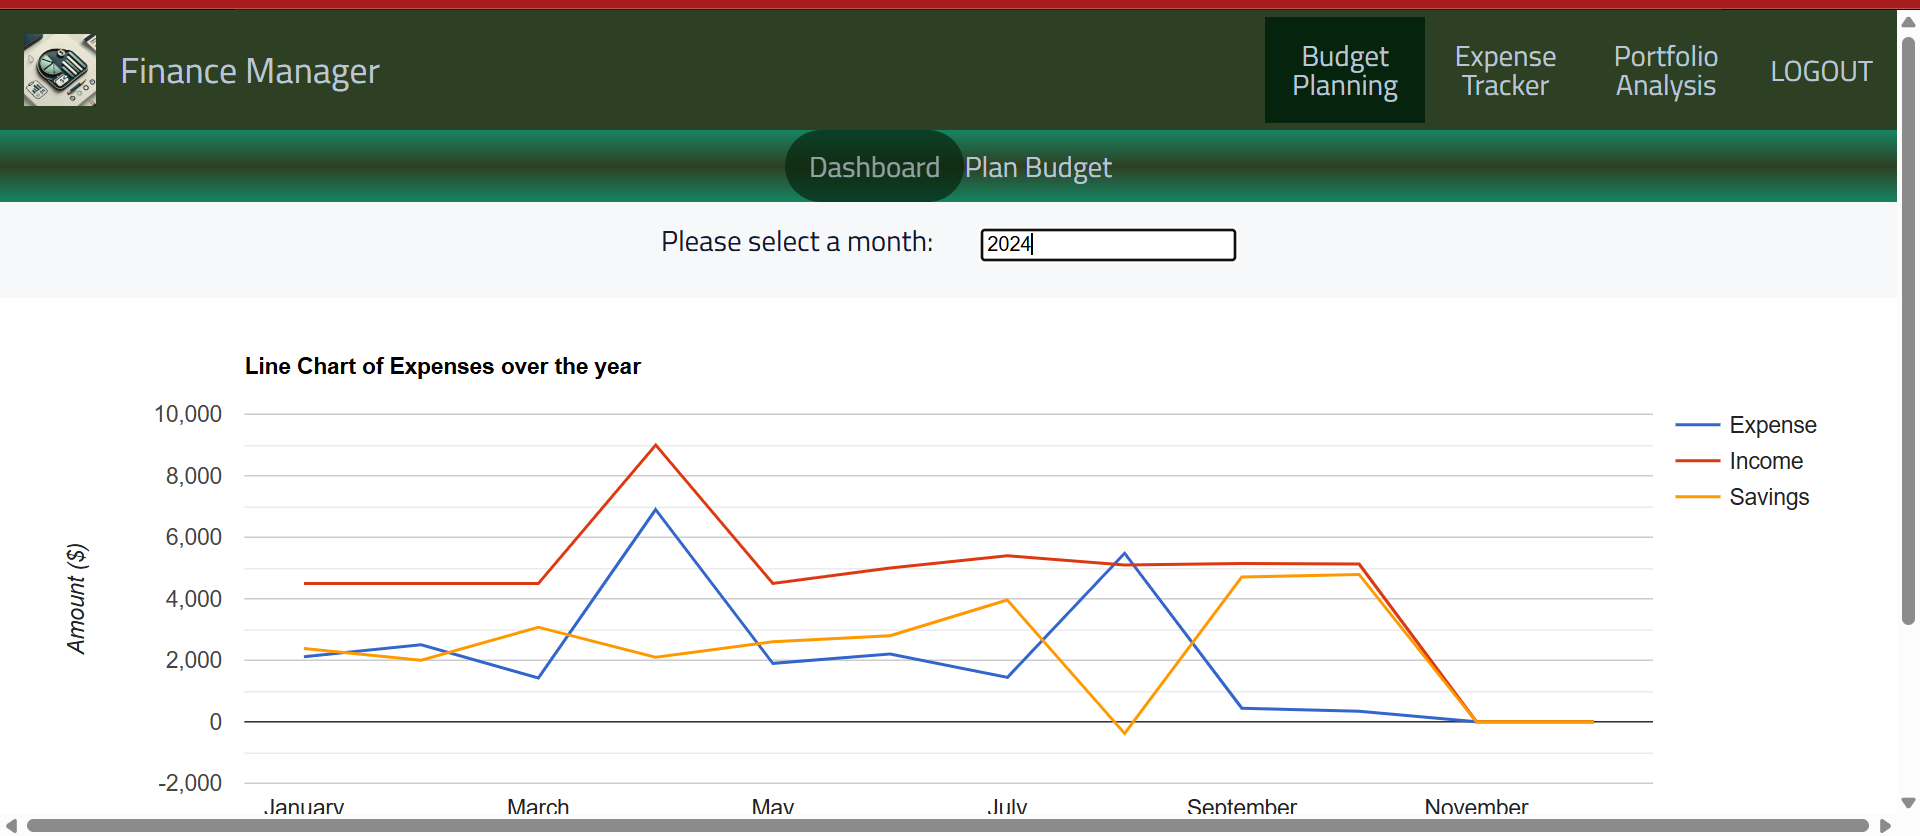 Finance Manager
Budget
Planning
Expense
Tracker
Portfolio
Analysis
LOGOUT
Dashboard
Plan Budget
Please select a month:
2024
Line Chart of Expenses over the year
10,000
8,000
6,000
4,000
2,000
0
-2,000
Amount ($)
Expense
Income
Savings
January
March
May
July
September
November